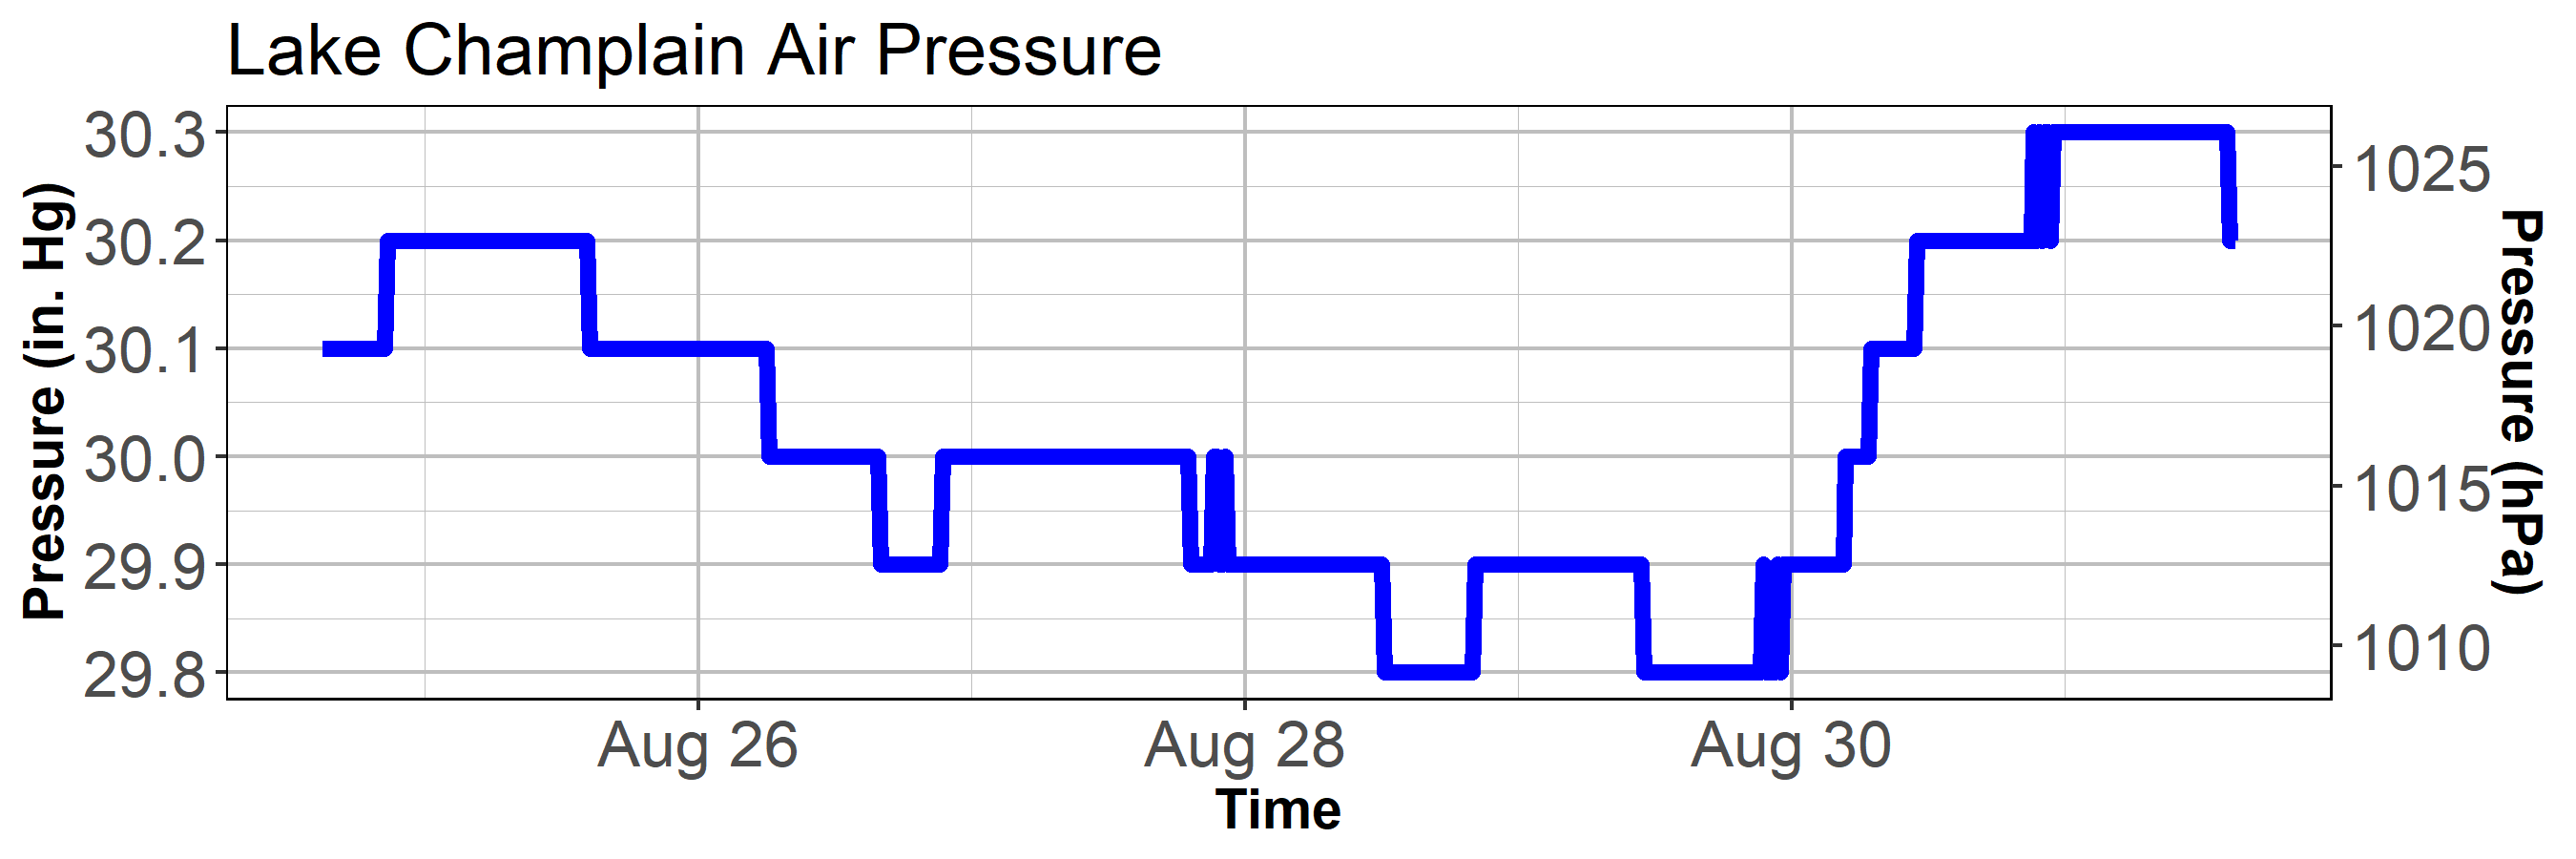 Lake Champlain Air Pressure
Pressure (in. Hg)
30.3
30.2
30.1
30.0
29.9
29.8
1025
1020
1015
1010
Pressure (hPa)
Aug 26 Aug 28 Aug 30
Time